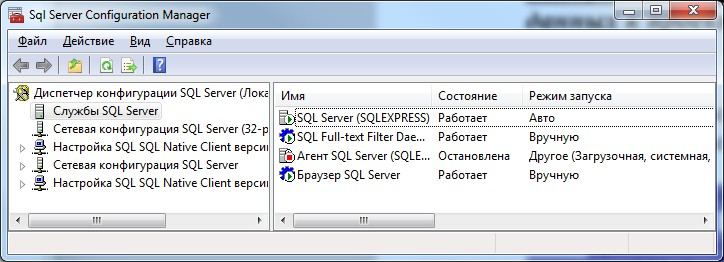 Sql Server Configuration Manager
Файл Действие Вид Справка
Диспетчер конфигурации SQL Server (Лока
Службы SQL Server
Сетевая конфигурация SQL Server (32-р
Настройка SQL SQL Native Client верси
Сетевая конфигурация SQL Server
Настройка SQL SQL Native Client верси
Имя Состояние Режим запуска
SQL Server (SQLEXPRESS) Работает Авто
SQL Full-text Filter Dae... Работает Вручную
Агент SQL Server (SQLE... Остановлена Другое (Загрузочная, системная,
Браузер SQL Server Работает Вручную